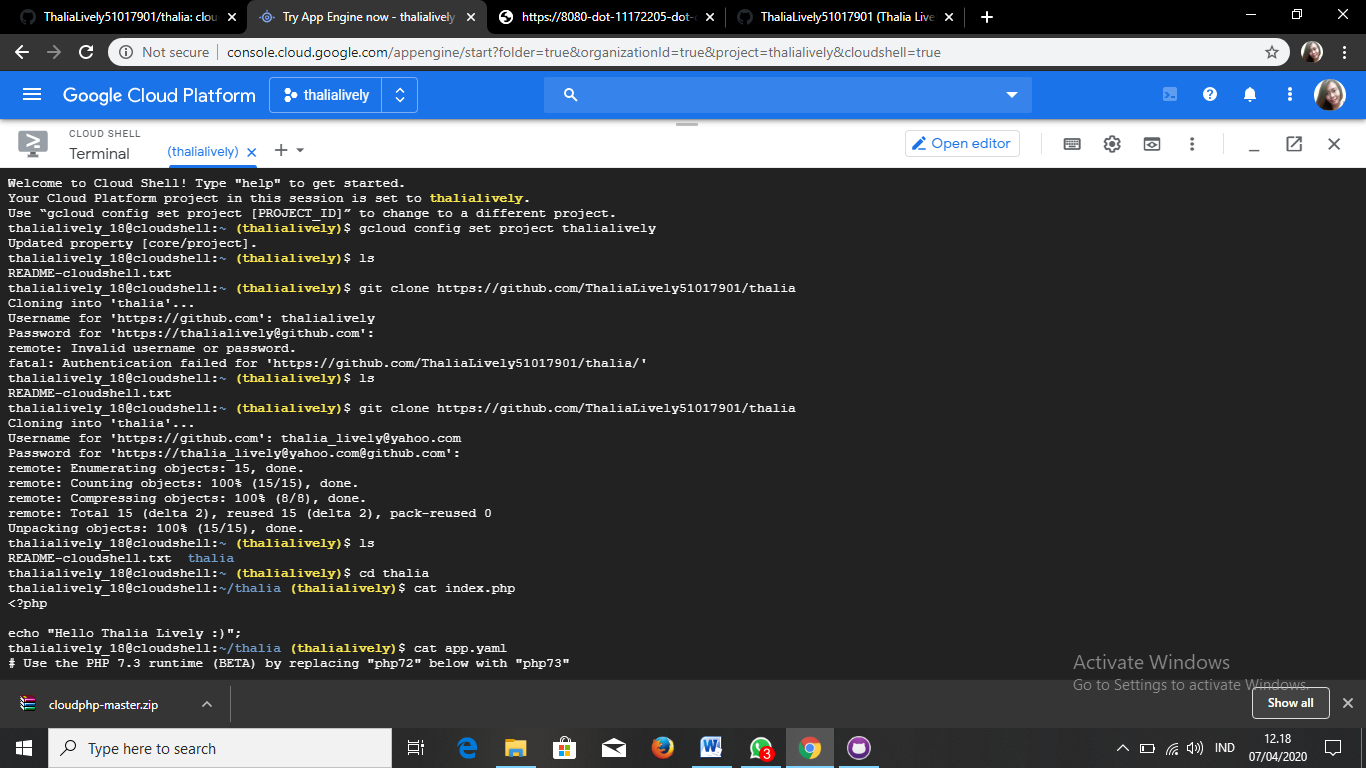 ThaliaLively51017901/thalia: clou
Try App Engine now - thalialively
https://8080-dot-11172205-dot-
ThaliaLively51017901 (Thalia Live
Not secure
console.cloud.google.com/appengine/start?folder=true&organizationId=true&project=thalialively&cloudshell=true
Google Cloud Platform
thalialively
CLOUD SHELL
Terminal
(thalialively)
Open editor
Welcome to Cloud Shell! Type "help" to get started.
Your Cloud Platform project in this session is set to thalialively.
Use “gcloud config set project [PROJECT_ID]” to change to a different project.
thalialively_18@cloudshell:~ (thalialively)$ gcloud config set project thalialively
Updated property [core/project].
thalialively_18@cloudshell:~ (thalialively)$ ls
README-cloudshell.txt
thalialively_18@cloudshell:~ (thalialively)$ git clone https://github.com/ThaliaLively51017901/thalia
Cloning into 'thalia'...
Username for 'https://github.com': thalialively
Password for 'https://thalialively@github.com':
remote: Invalid username or password.
fatal: Authentication failed for 'https://github.com/ThaliaLively51017901/thalia/'
thalialively_18@cloudshell:~ (thalialively)$ ls
README-cloudshell.txt
thalialively_18@cloudshell:~ (thalialively)$ git clone https://github.com/ThaliaLively51017901/thalia
Cloning into 'thalia'...
Username for 'https://github.com': thalia_lively@yahoo.com
Password for 'https://thalia_lively@yahoo.com@github.com':
remote: Enumerating objects: 15, done.
remote: Counting objects: 100% (15/15), done.
remote: Compressing objects: 100% (8/8), done.
remote: Total 15 (delta 2), reused 15 (delta 2), pack-reused 0
Unpacking objects: 100% (15/15), done.
thalialively_18@cloudshell:~ (thalialively)$ ls
README-cloudshell.txt thalia
thalialively_18@cloudshell:~ (thalialively)$ cd thalia
thalialively_18@cloudshell:~/thalia (thalialively)$ cat index.php
<?php
echo "Hello Thalia Lively :)";
thalialively_18@cloudshell:~/thalia (thalialively)$ cat app.yaml
# Use the PHP 7.3 runtime (BETA) by replacing "php72" below with "php73"
Activate Windows
Go to Settings to activate Windows.
cloudphp-master.zip
Show all
Type here to search
3
IND
12.18
07/04/2020